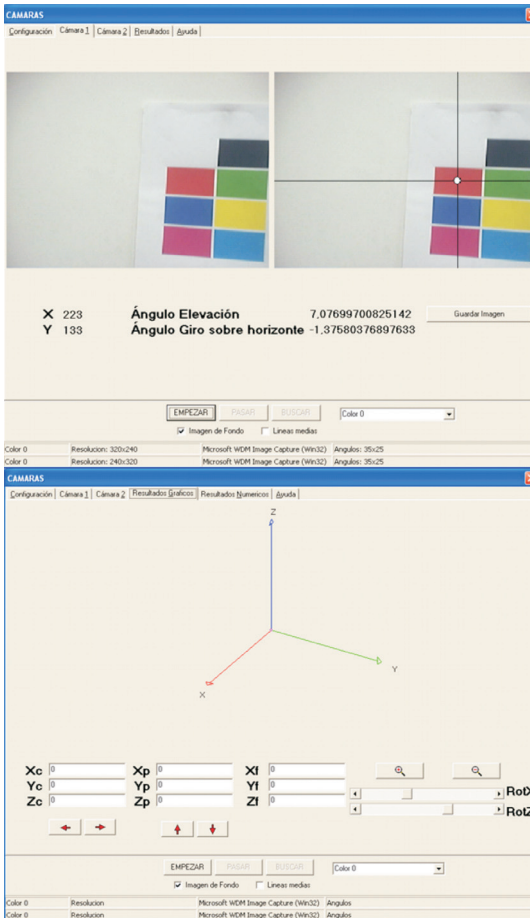 CAMARAS
Configuración Cámara 1 Cámara 2 Resultados Ayuda
X 223 Ángulo Elevación 7,07699700825142 Guardar Imagen
Y 133 Ángulo Giro sobre horizonte -1,37580376897633
EMPEZAR PASAR BUSCAR Color 0
Imagen de Fondo Lineas medias
Color 0 Resolucion: 320x240 Microsoft WDM Image Capture (Win32) Angulos: 35x25
Color 0 Resolucion: 240x320 Microsoft WDM Image Capture (Win32) Angulos: 35x25
CAMARAS
Configuración Cámara 1 Cámara 2 Resultados Graficos Resultados Numericos Ayuda
Z
Y
X
Xc 0 Xp 0 Xf 0
Yc 0 Yp 0 Yf 0
Zc 0 Zp 0 Zf 0
RotX
RotZ
EMPEZAR PASAR BUSCAR Color 0
Imagen de Fondo Lineas medias
Color 0 Resolucion Microsoft WDM Image Capture (Win32) Angulos
Color 0 Resolucion Microsoft WDM Image Capture (Win32) Angulos